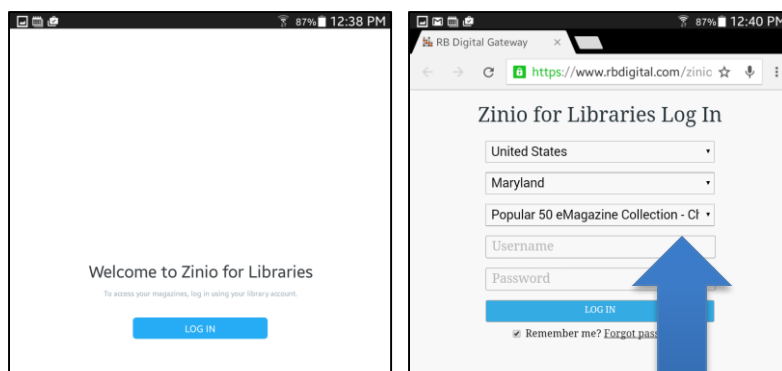 87% 12:38 PM
Welcome to Zinio for Libraries
To access your magazines, log in using your library account.
LOG IN
87% 12:40 PM
RB Digital Gateway ×
https://www.rbdigital.com/zinio
Zinio for Libraries Log In
United States
Maryland
Popular 50 eMagazine Collection -
Username
Password
LOG IN
Remember me? Forgot